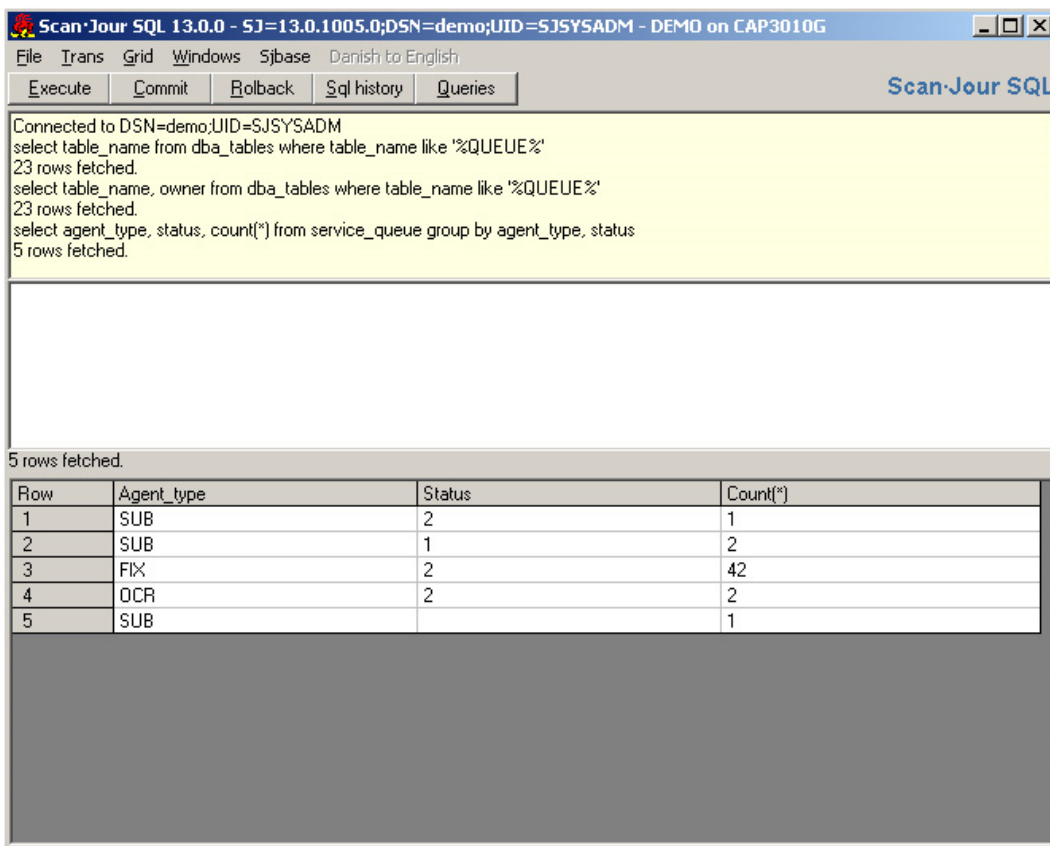 Scan·Jour SQL 13.0.0 - SJ=13.0.1005.0;DSN=demo;UID=SJSYSADM - DEMO on CAP3010G
File Trans Grid Windows Sjbase Danish to English
Execute Commit Rolback Sql history Queries Scan·Jour SQL
Connected to DSN=demo;UID=SJSYSADM
select table_name from dba_tables where table_name like '%QUEUE%'
23 rows fetched.
select table_name, owner from dba_tables where table_name like '%QUEUE%'
23 rows fetched.
select agent_type, status, count(*) from service_queue group by agent_type, status
5 rows fetched.
5 rows fetched.
Row Agent_type Status Count(*)
1 SUB 2 1
2 SUB 1 2
3 FIX 2 42
4 OCR 2 2
5 SUB 1